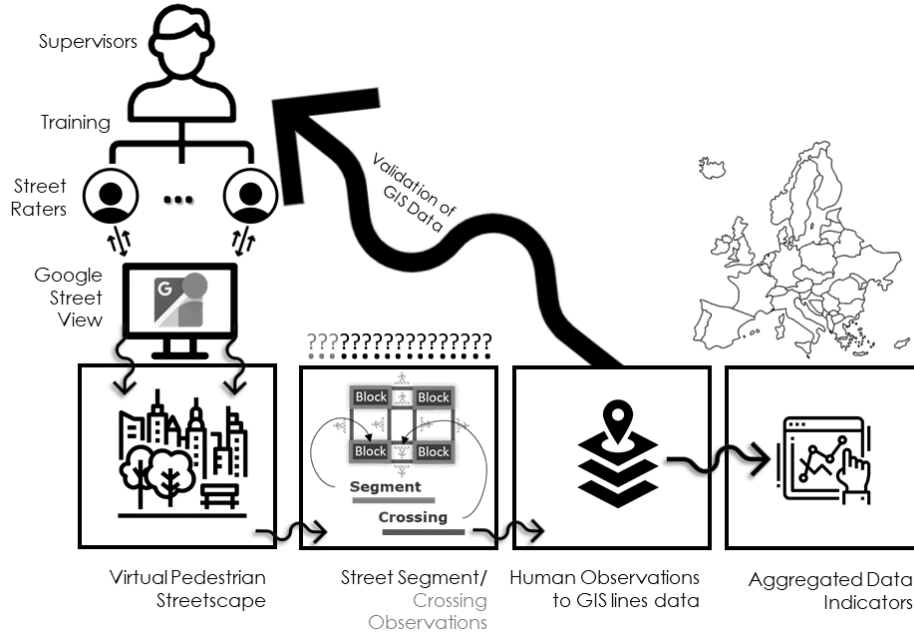 Supervisors
Training
Street
Raters
Google
Street
View
G
Validation of
GIS Data
????????????????
Block
Block
Block
Block
Segment
Crossing
Virtual Pedestrian
Streetscape
Street Segment/
Crossing
Observations
Human Observations
to GIS lines data
Aggregated Data
Indicators